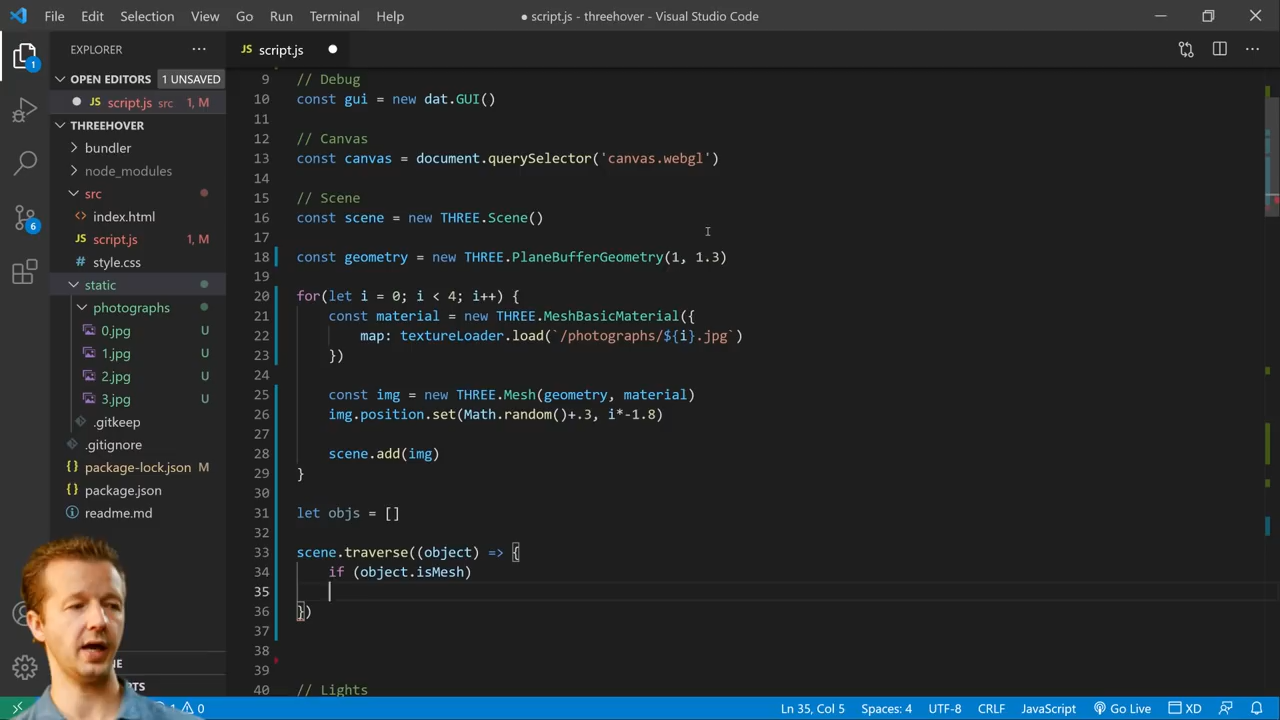 File Edit Selection View Go Run Terminal Help
● script.js - threehover - Visual Studio Code
EXPLORER
JS script.js
OPEN EDITORS 1 UNSAVED
JS script.js src 1, M
THREEHOVER
bundler
node_modules
src
<> index.html
JS script.js 1, M
# style.css
static
photographs
0.jpg U
1.jpg U
2.jpg U
3.jpg U
.gitkeep
.gitignore
{} package-lock.json M
{} package.json
readme.md
1
6
9 // Debug
10 const gui = new dat.GUI()
11
12 // Canvas
13 const canvas = document.querySelector('canvas.webgl')
14
15 // Scene
16 const scene = new THREE.Scene()
17
18 const geometry = new THREE.PlaneBufferGeometry(1, 1.3)
19
20 for(let i = 0; i < 4; i++) {
21 const material = new THREE.MeshBasicMaterial({
22 map: textureLoader.load(`/photographs/${i}.jpg`)
23 })
24
25 const img = new THREE.Mesh(geometry, material)
26 img.position.set(Math.random()+.3, i*-1.8)
27
28 scene.add(img)
29 }
30
31 let objs = []
32
33 scene.traverse((object) => {
34 if (object.isMesh)
35
36 })
37
38
39
40 // Lights
1 0
Ln 35, Col 5 Spaces: 4 UTF-8 CRLF JavaScript Go Live XD